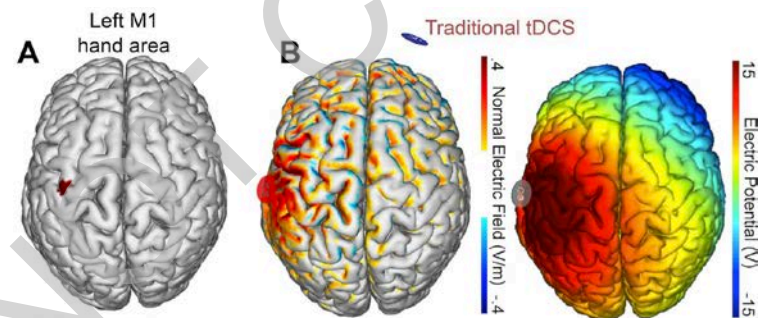 Left M1
hand area
A
B
Traditional tDCS
.4
Normal Electric Field (V/m)
-.4
15
Electric Potential (V)
-15